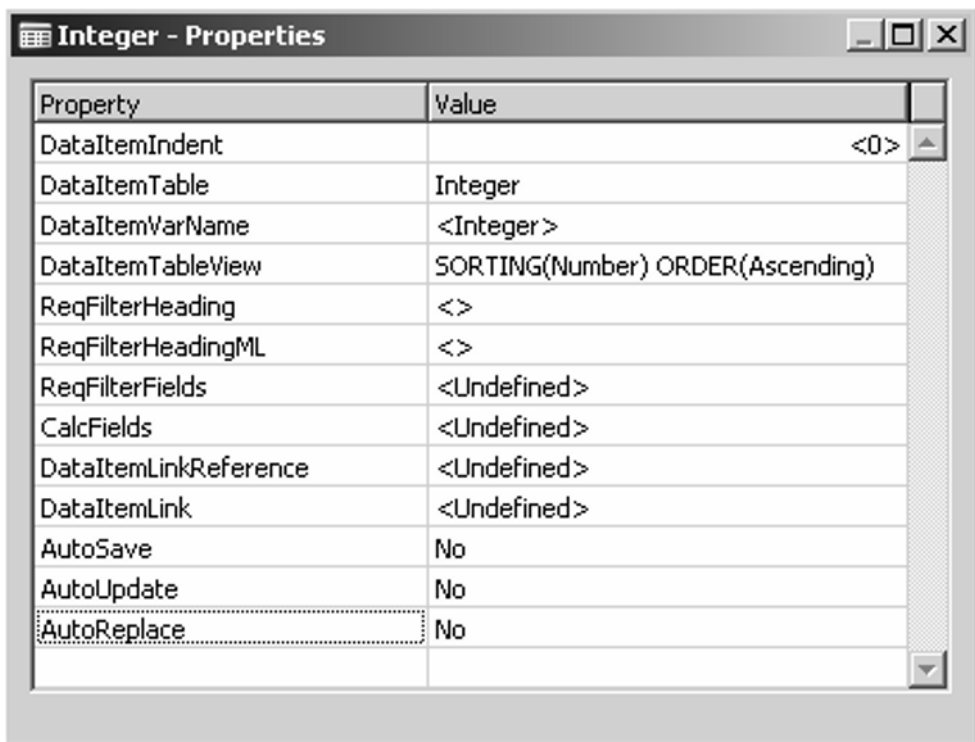 Integer - Properties
Property Value
DataItemIndent <0>
DataItemTable Integer
DataItemVarName <Integer>
DataItemTableView SORTING(Number) ORDER(Ascending)
ReqFilterHeading <>
ReqFilterHeadingML <>
ReqFilterFields <Undefined>
CalcFields <Undefined>
DataItemLinkReference <Undefined>
DataItemLink <Undefined>
AutoSave No
AutoUpdate No
AutoReplace No